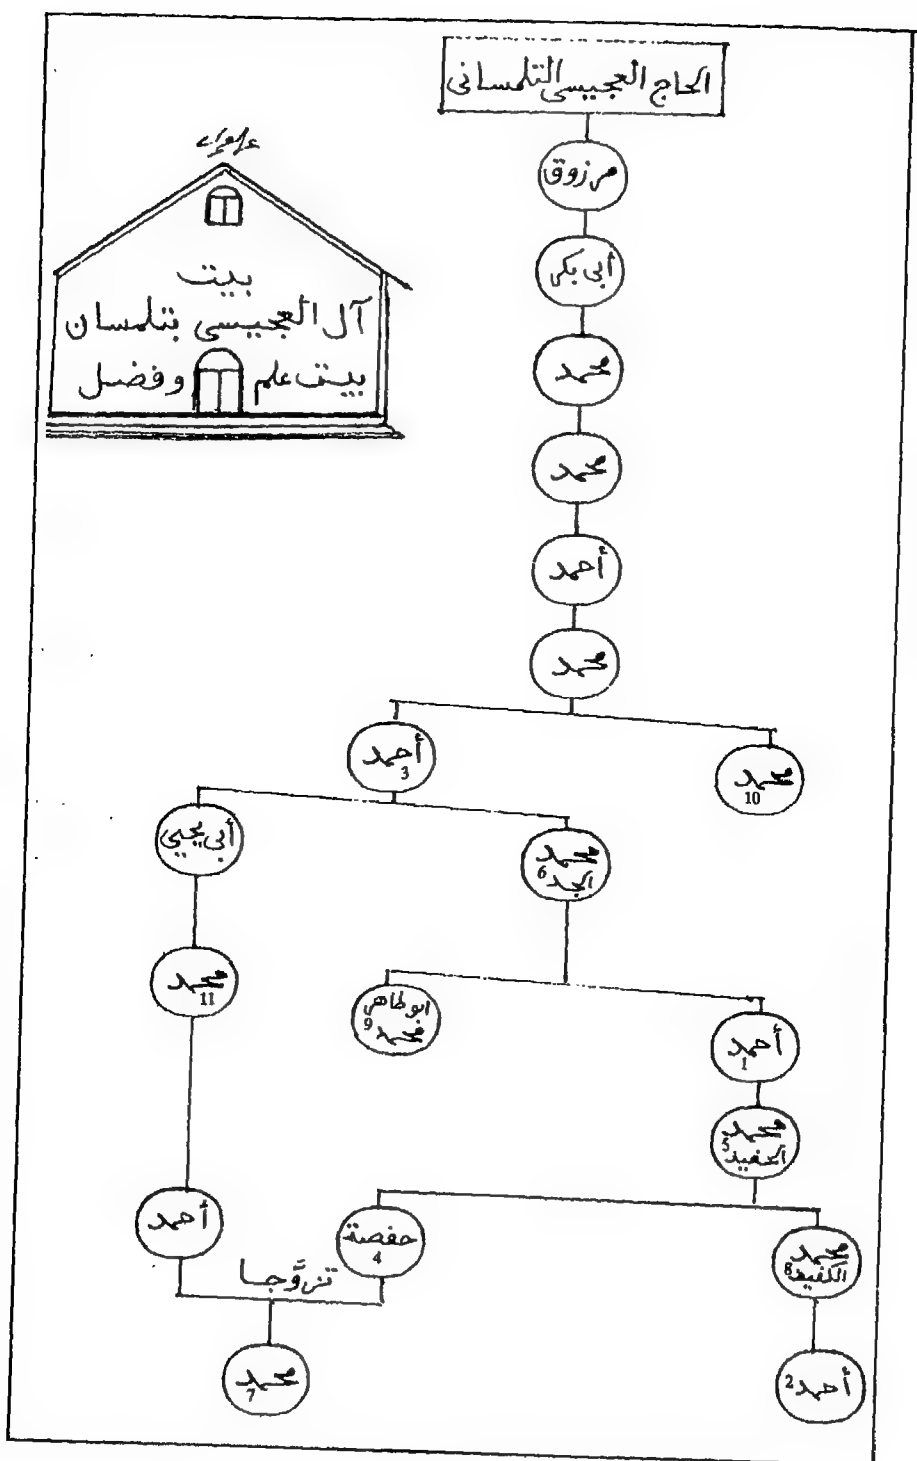 الحاج العجيسي التلمساني
مرزوق
أبي بكر
محمد
محمد
أحمد
محمد
بيت
آل العجيسي بتلمسان
بيت علم وفضل
أحمد
3
محمد
10
أبي يحيى
محمد
الجد 6
محمد
11
ابو طاهر
محمد 9
أحمد
1
محمد
الحفيد 5
أحمد
حفصة
4
محمد
الكفيف 8
تزوَّجا
محمد
7
أحمد 2